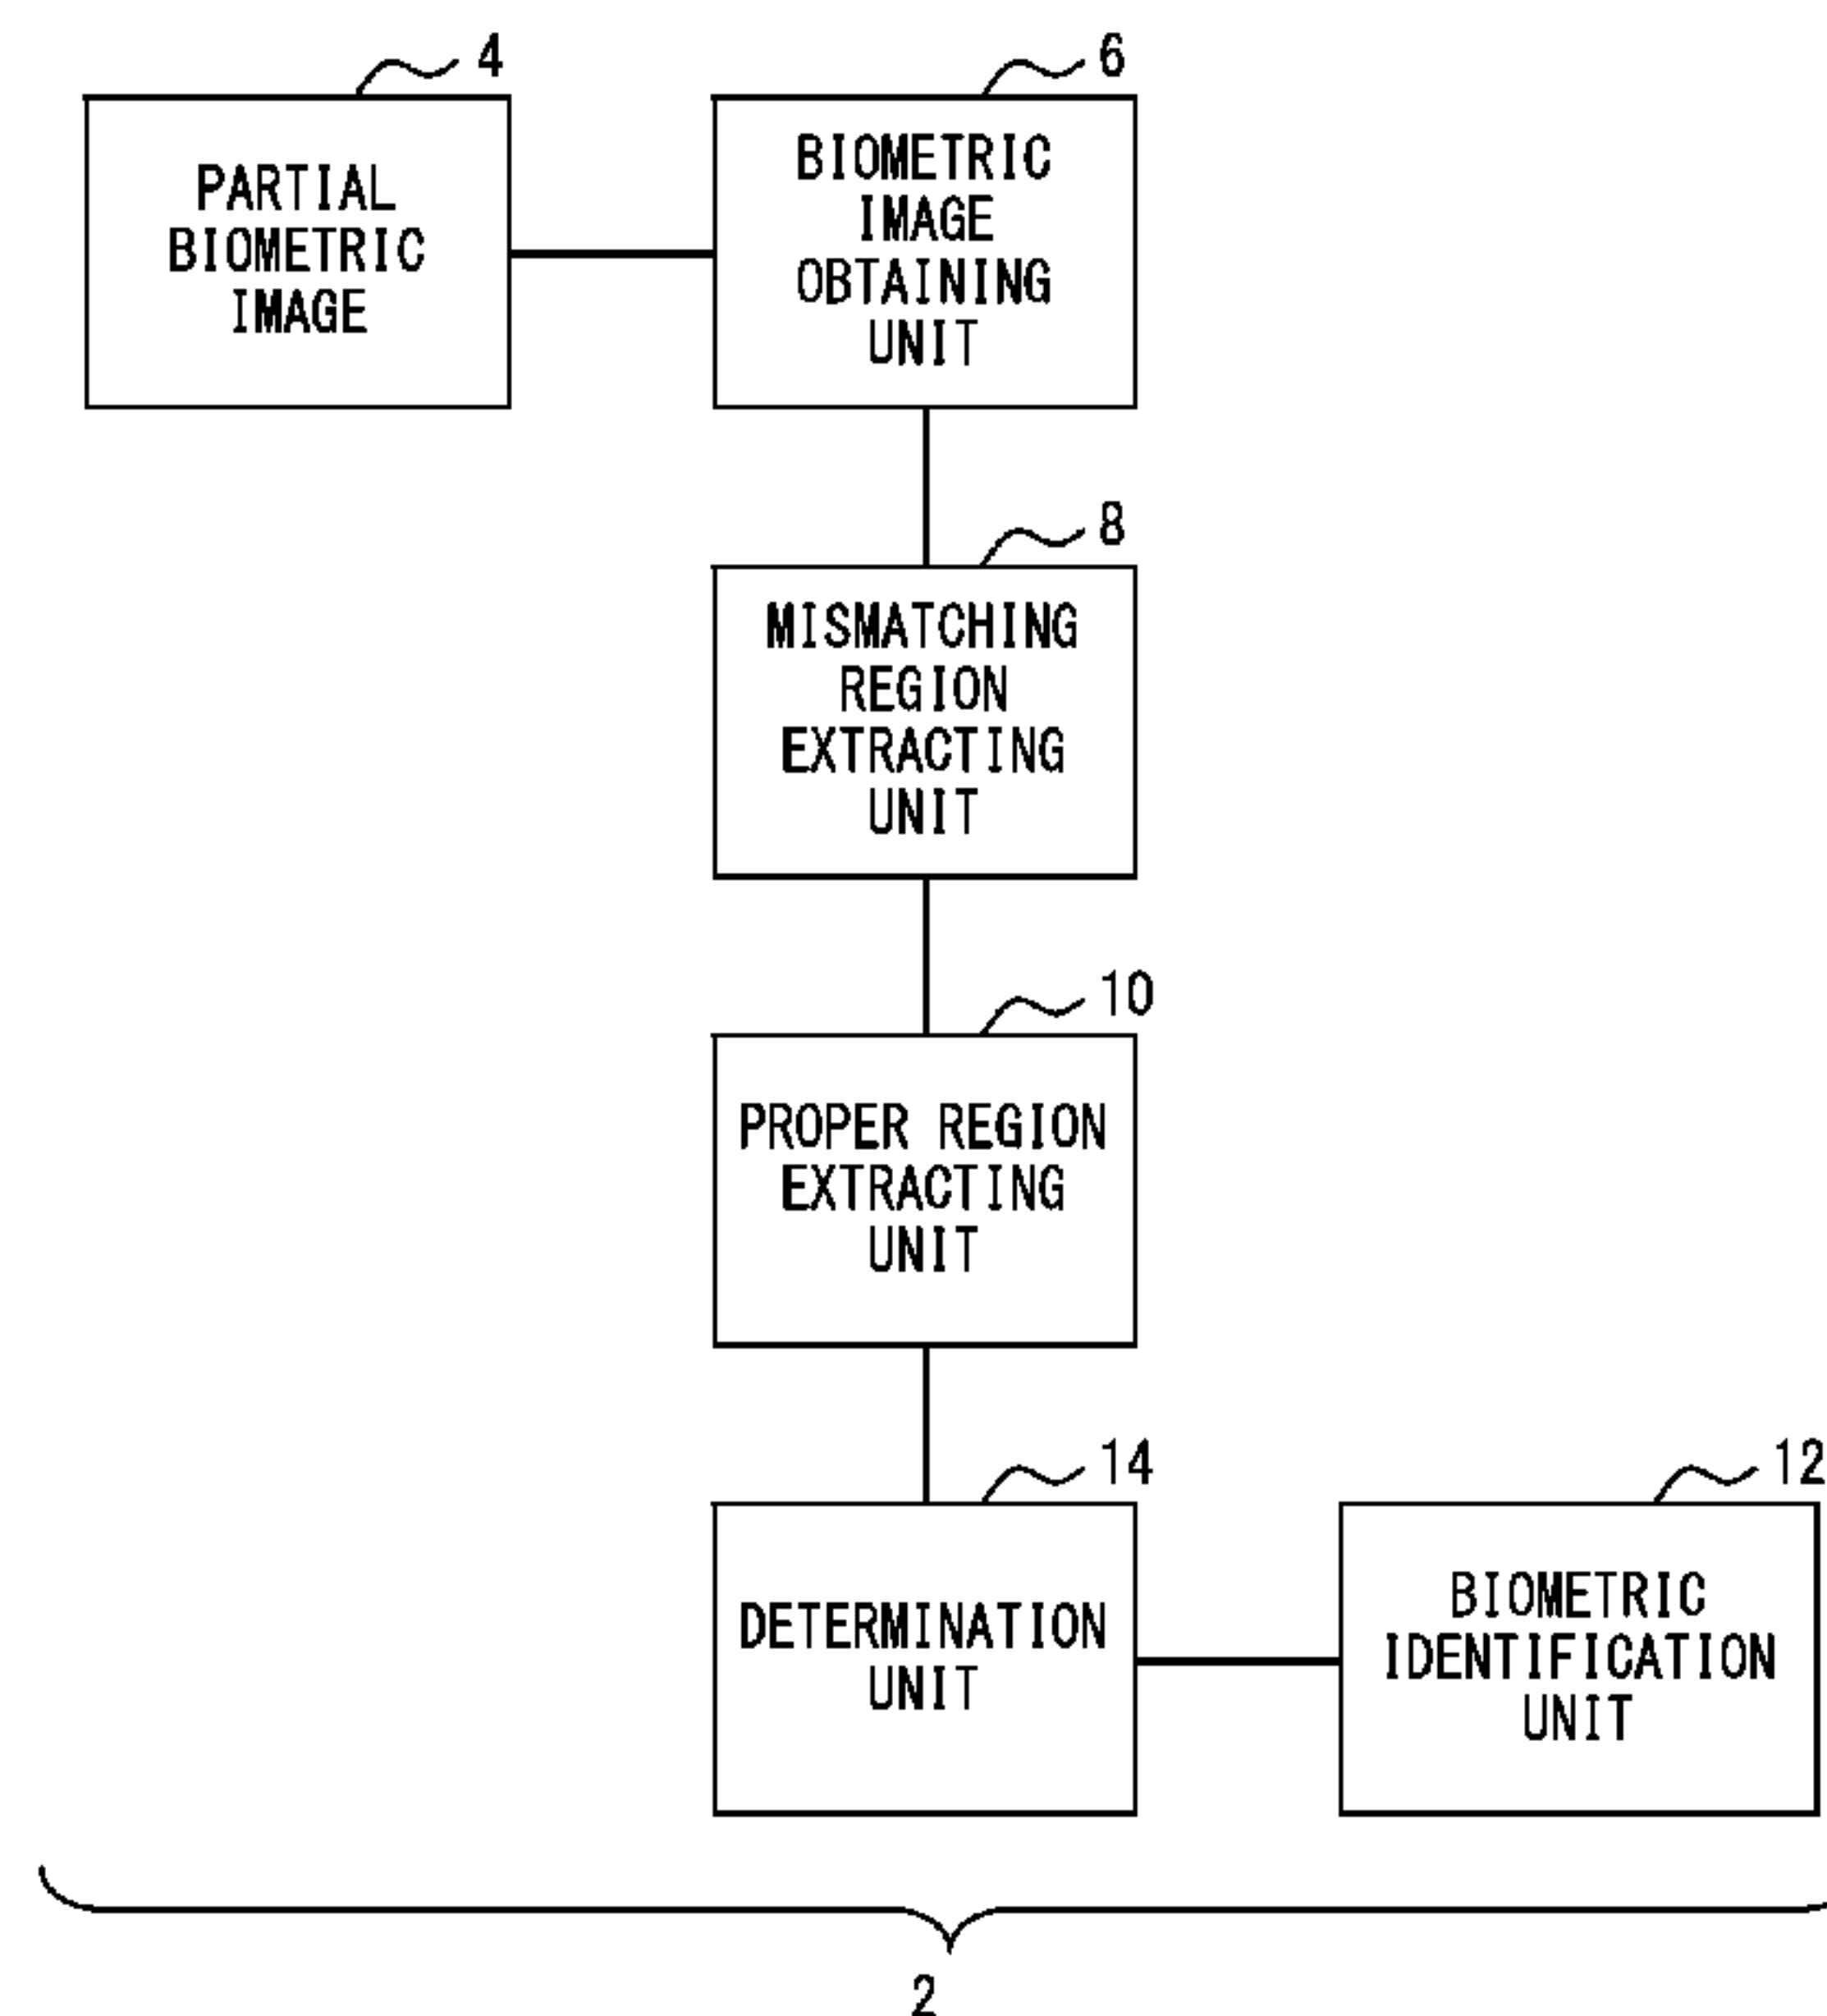 4
PARTIAL
BIOMETRIC
IMAGE
6
BIOMETRIC
IMAGE
OBTAINING
UNIT
8
MISMATCHING
REGION
EXTRACTING
UNIT
10
PROPER REGION
EXTRACTING
UNIT
14
DETERMINATION
UNIT
12
BIOMETRIC
IDENTIFICATION
UNIT
2